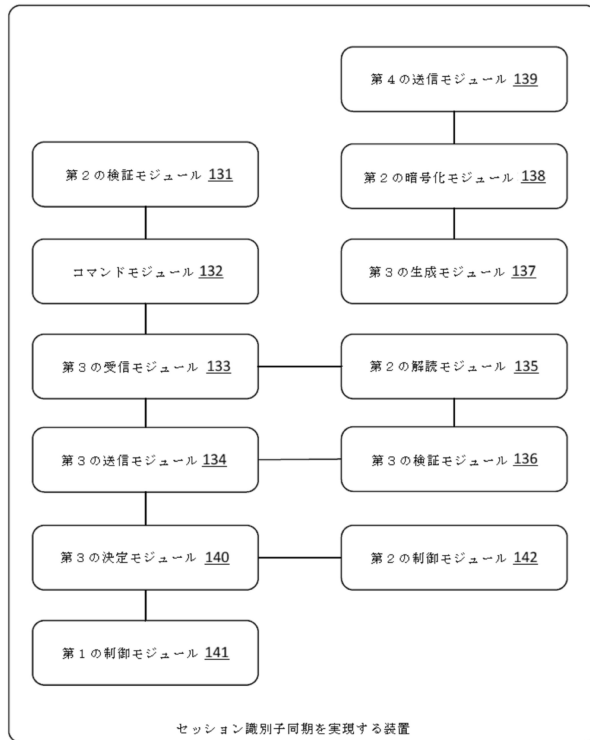 第４の送信モジュール 139
第２の検証モジュール 131
第２の暗号化モジュール 138
コマンドモジュール 132
第３の生成モジュール 137
第３の受信モジュール 133
第２の解読モジュール 135
第３の送信モジュール 134
第３の検証モジュール 136
第３の決定モジュール 140
第２の制御モジュール 142
第１の制御モジュール 141
セッション識別子同期を実現する装置